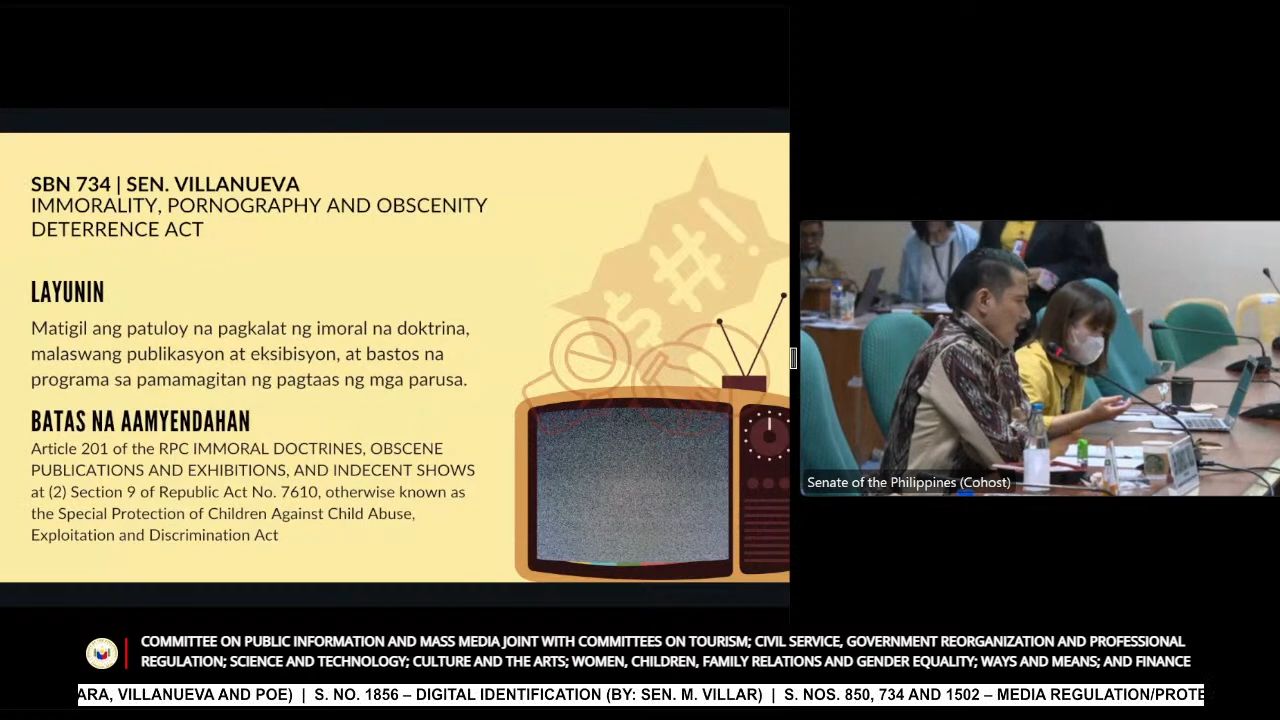 SBN 734 | SEN. VILLANUEVA
IMMORALITY, PORNOGRAPHY AND OBSCENITY
DETERRENCE ACT
$#!
LAYUNIN
Matigil ang patuloy na pagkalat ng imoral na doktrina,
malaswang publikasyon at eksibisyon, at bastos na
programa sa pamamagitan ng pagtaas ng mga parusa.
BATAS NA AAMYENDAHAN
Article 201 of the RPC IMMORAL DOCTRINES, OBSCENE
PUBLICATIONS AND EXHIBITIONS, AND INDECENT SHOWS
at (2) Section 9 of Republic Act No. 7610, otherwise known as
the Special Protection of Children Against Child Abuse,
Exploitation and Discrimination Act
Senate of the Philippines (Cohost)
COMMITTEE ON PUBLIC INFORMATION AND MASS MEDIA JOINT WITH COMMITTEES ON TOURISM; CIVIL SERVICE, GOVERNMENT REORGANIZATION AND PROFESSIONAL
REGULATION; SCIENCE AND TECHNOLOGY; CULTURE AND THE ARTS; WOMEN, CHILDREN, FAMILY RELATIONS AND GENDER EQUALITY; WAYS AND MEANS; AND FINANCE
ARA, VILLANUEVA AND POE) | S. NO. 1856 – DIGITAL IDENTIFICATION (BY: SEN. M. VILLAR) | S. NOS. 850, 734 AND 1502 – MEDIA REGULATION/PROTE